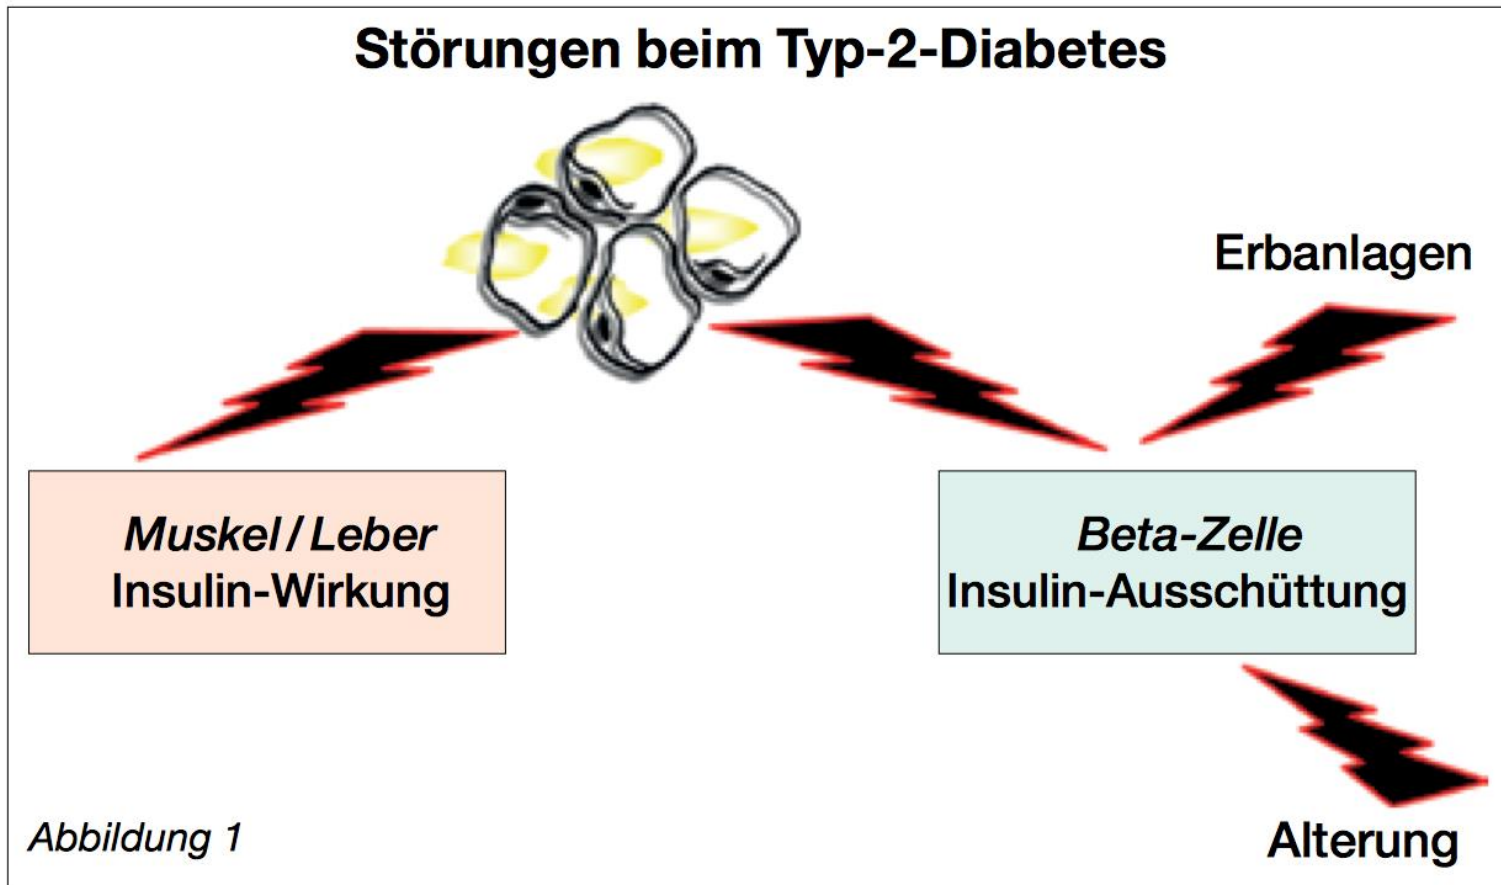 Störungen beim Typ-2-Diabetes
Erbanlagen
Muskel / Leber
Insulin-Wirkung
Beta-Zelle
Insulin-Ausschüttung
Abbildung 1
Alterung